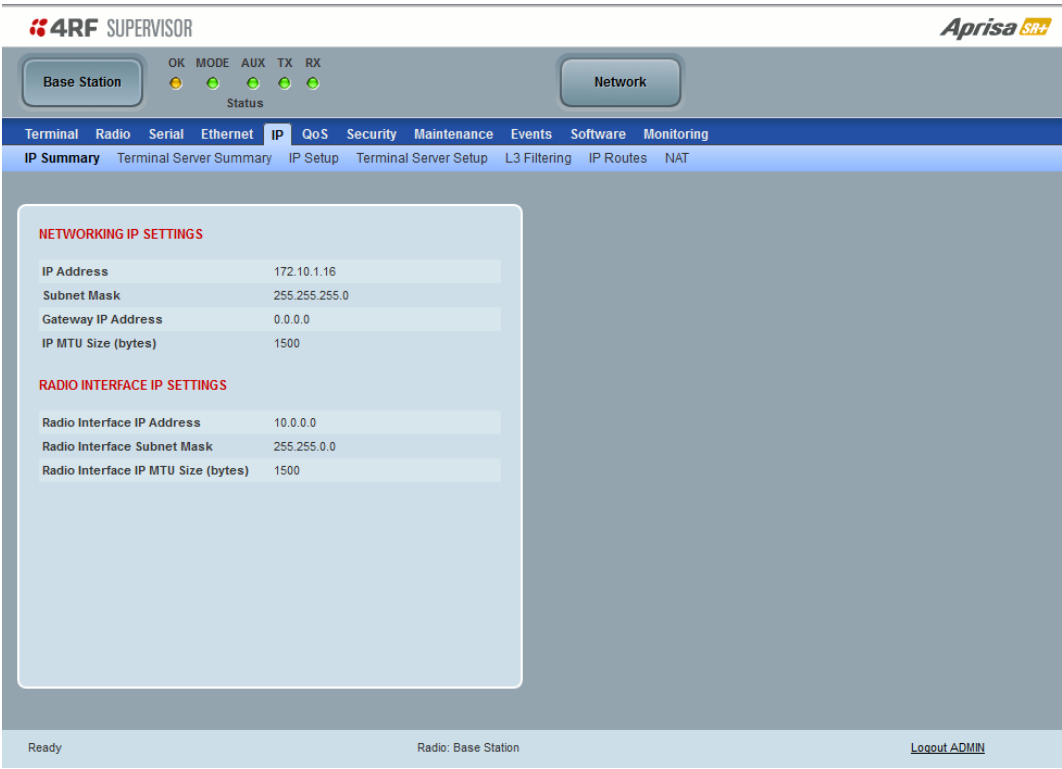 4RF SUPERVISOR
Aprisa SR+
Base Station
OK MODE AUX TX RX
Status
Network
Terminal Radio Serial Ethernet IP QoS Security Maintenance Events Software Monitoring
IP Summary Terminal Server Summary IP Setup Terminal Server Setup L3 Filtering IP Routes NAT
NETWORKING IP SETTINGS
IP Address 172.10.1.16
Subnet Mask 255.255.255.0
Gateway IP Address 0.0.0.0
IP MTU Size (bytes) 1500
RADIO INTERFACE IP SETTINGS
Radio Interface IP Address 10.0.0.0
Radio Interface Subnet Mask 255.255.0.0
Radio Interface IP MTU Size (bytes) 1500
Ready Radio: Base Station Logout ADMIN